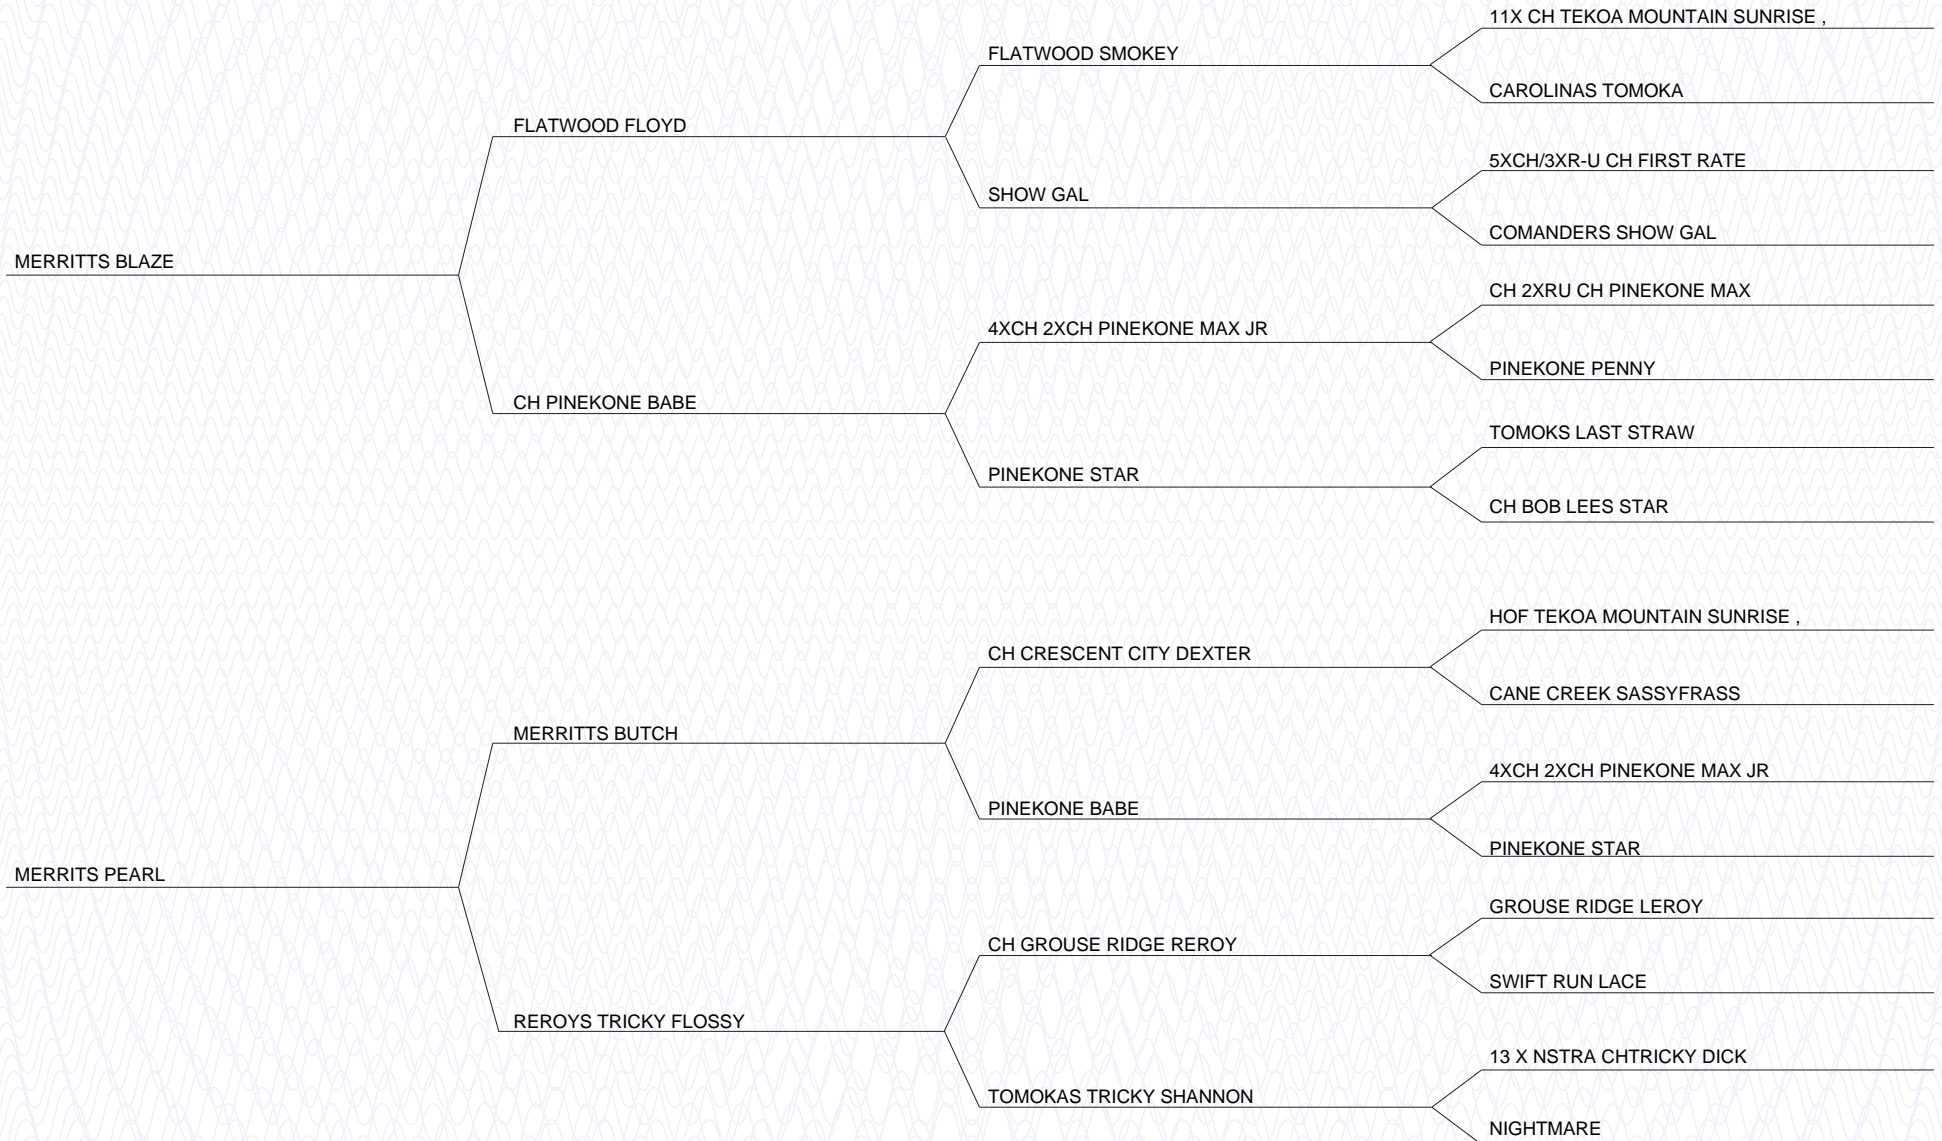 11X CH TEKOA MOUNTAIN SUNRISE ,
FLATWOOD SMOKEY
CAROLINAS TOMOKA
FLATWOOD FLOYD
5XCH/3XR-U CH FIRST RATE
SHOW GAL
COMANDERS SHOW GAL
MERRITTS BLAZE
CH 2XRU CH PINEKONE MAX
4XCH 2XCH PINEKONE MAX JR
PINEKONE PENNY
CH PINEKONE BABE
TOMOKS LAST STRAW
PINEKONE STAR
CH BOB LEES STAR
HOF TEKOA MOUNTAIN SUNRISE ,
CH CRESCENT CITY DEXTER
CANE CREEK SASSYFRASS
MERRITTS BUTCH
4XCH 2XCH PINEKONE MAX JR
PINEKONE BABE
PINEKONE STAR
MERRITS PEARL
GROUSE RIDGE LEROY
CH GROUSE RIDGE REROY
SWIFT RUN LACE
REROYS TRICKY FLOSSY
13 X NSTRA CHTRICKY DICK
TOMOKAS TRICKY SHANNON
NIGHTMARE